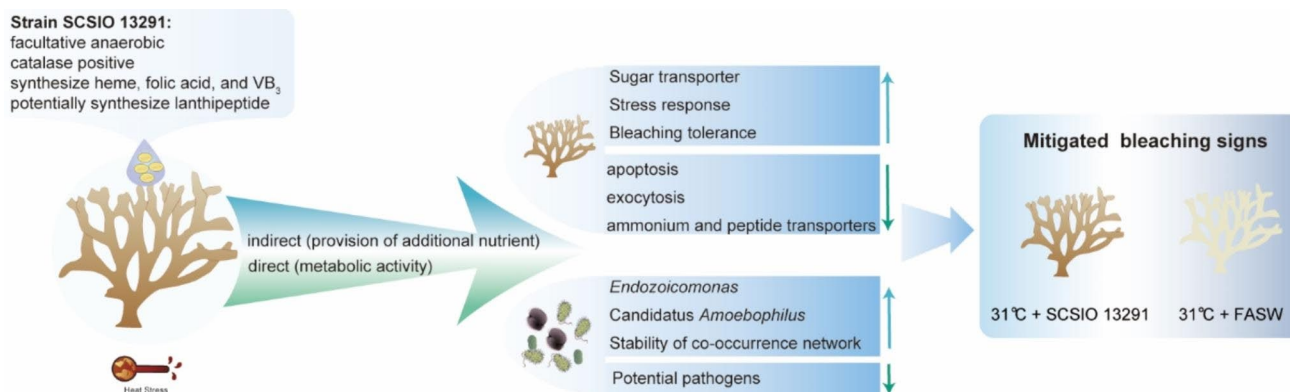 Strain SCSIO 13291:
facultative anaerobic
catalase positive
synthesize heme, folic acid, and VB₃
potentially synthesize lanthipeptide
Heat Stress
indirect (provision of additional nutrient)
direct (metabolic activity)
Sugar transporter
Stress response
Bleaching tolerance
apoptosis
exocytosis
ammonium and peptide transporters
Endozoicomonas
Candidatus Amoebophilus
Stability of co-occurrence network
Potential pathogens
Mitigated bleaching signs
31℃ + SCSIO 13291
31℃ + FASW